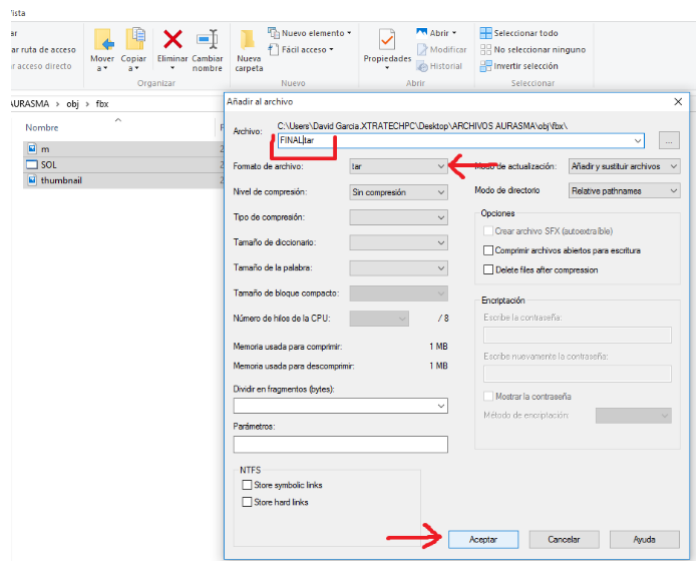 Vista
ar
ar ruta de acceso
r acceso directo
Mover a
Copiar a
Eliminar
Cambiar nombre
Organizar
Nueva carpeta
Nuevo elemento
Fácil acceso
Nuevo
Propiedades
Abrir
Modificar
Historial
Abrir
Seleccionar todo
No seleccionar ninguno
Invertir selección
Seleccionar
AURASMA > obj > fbx
Nombre
F
m
2
SOL
2
thumbnail
2
Añadir al archivo
Archivo:
C:\Users\David Garcia.XTRATECHPC\Desktop\ARCHIVOS AURASMA\obj\fbx\
FINAL.tar
...
Formato de archivo:
tar
Modo de actualización:
Añadir y sustituir archivos
Nivel de compresión:
Sin compresión
Modo de directorio
Relative pathnames
Tipo de compresión:
Tamaño de diccionario:
Tamaño de la palabra:
Tamaño de bloque compacto:
Número de hilos de la CPU:
/ 8
Memoria usada para comprimir:
1 MB
Memoria usada para descomprimir:
1 MB
Dividir en fragmentos (bytes):
Parámetros:
NTFS
Store symbolic links
Store hard links
Opciones
Crear archivo SFX (autoextraíble)
Comprimir archivos abiertos para escritura
Delete files after compression
Encriptación
Escribe la contraseña:
Escribe nuevamente la contraseña:
Mostrar la contraseña
Método de encriptación:
Aceptar
Cancelar
Ayuda